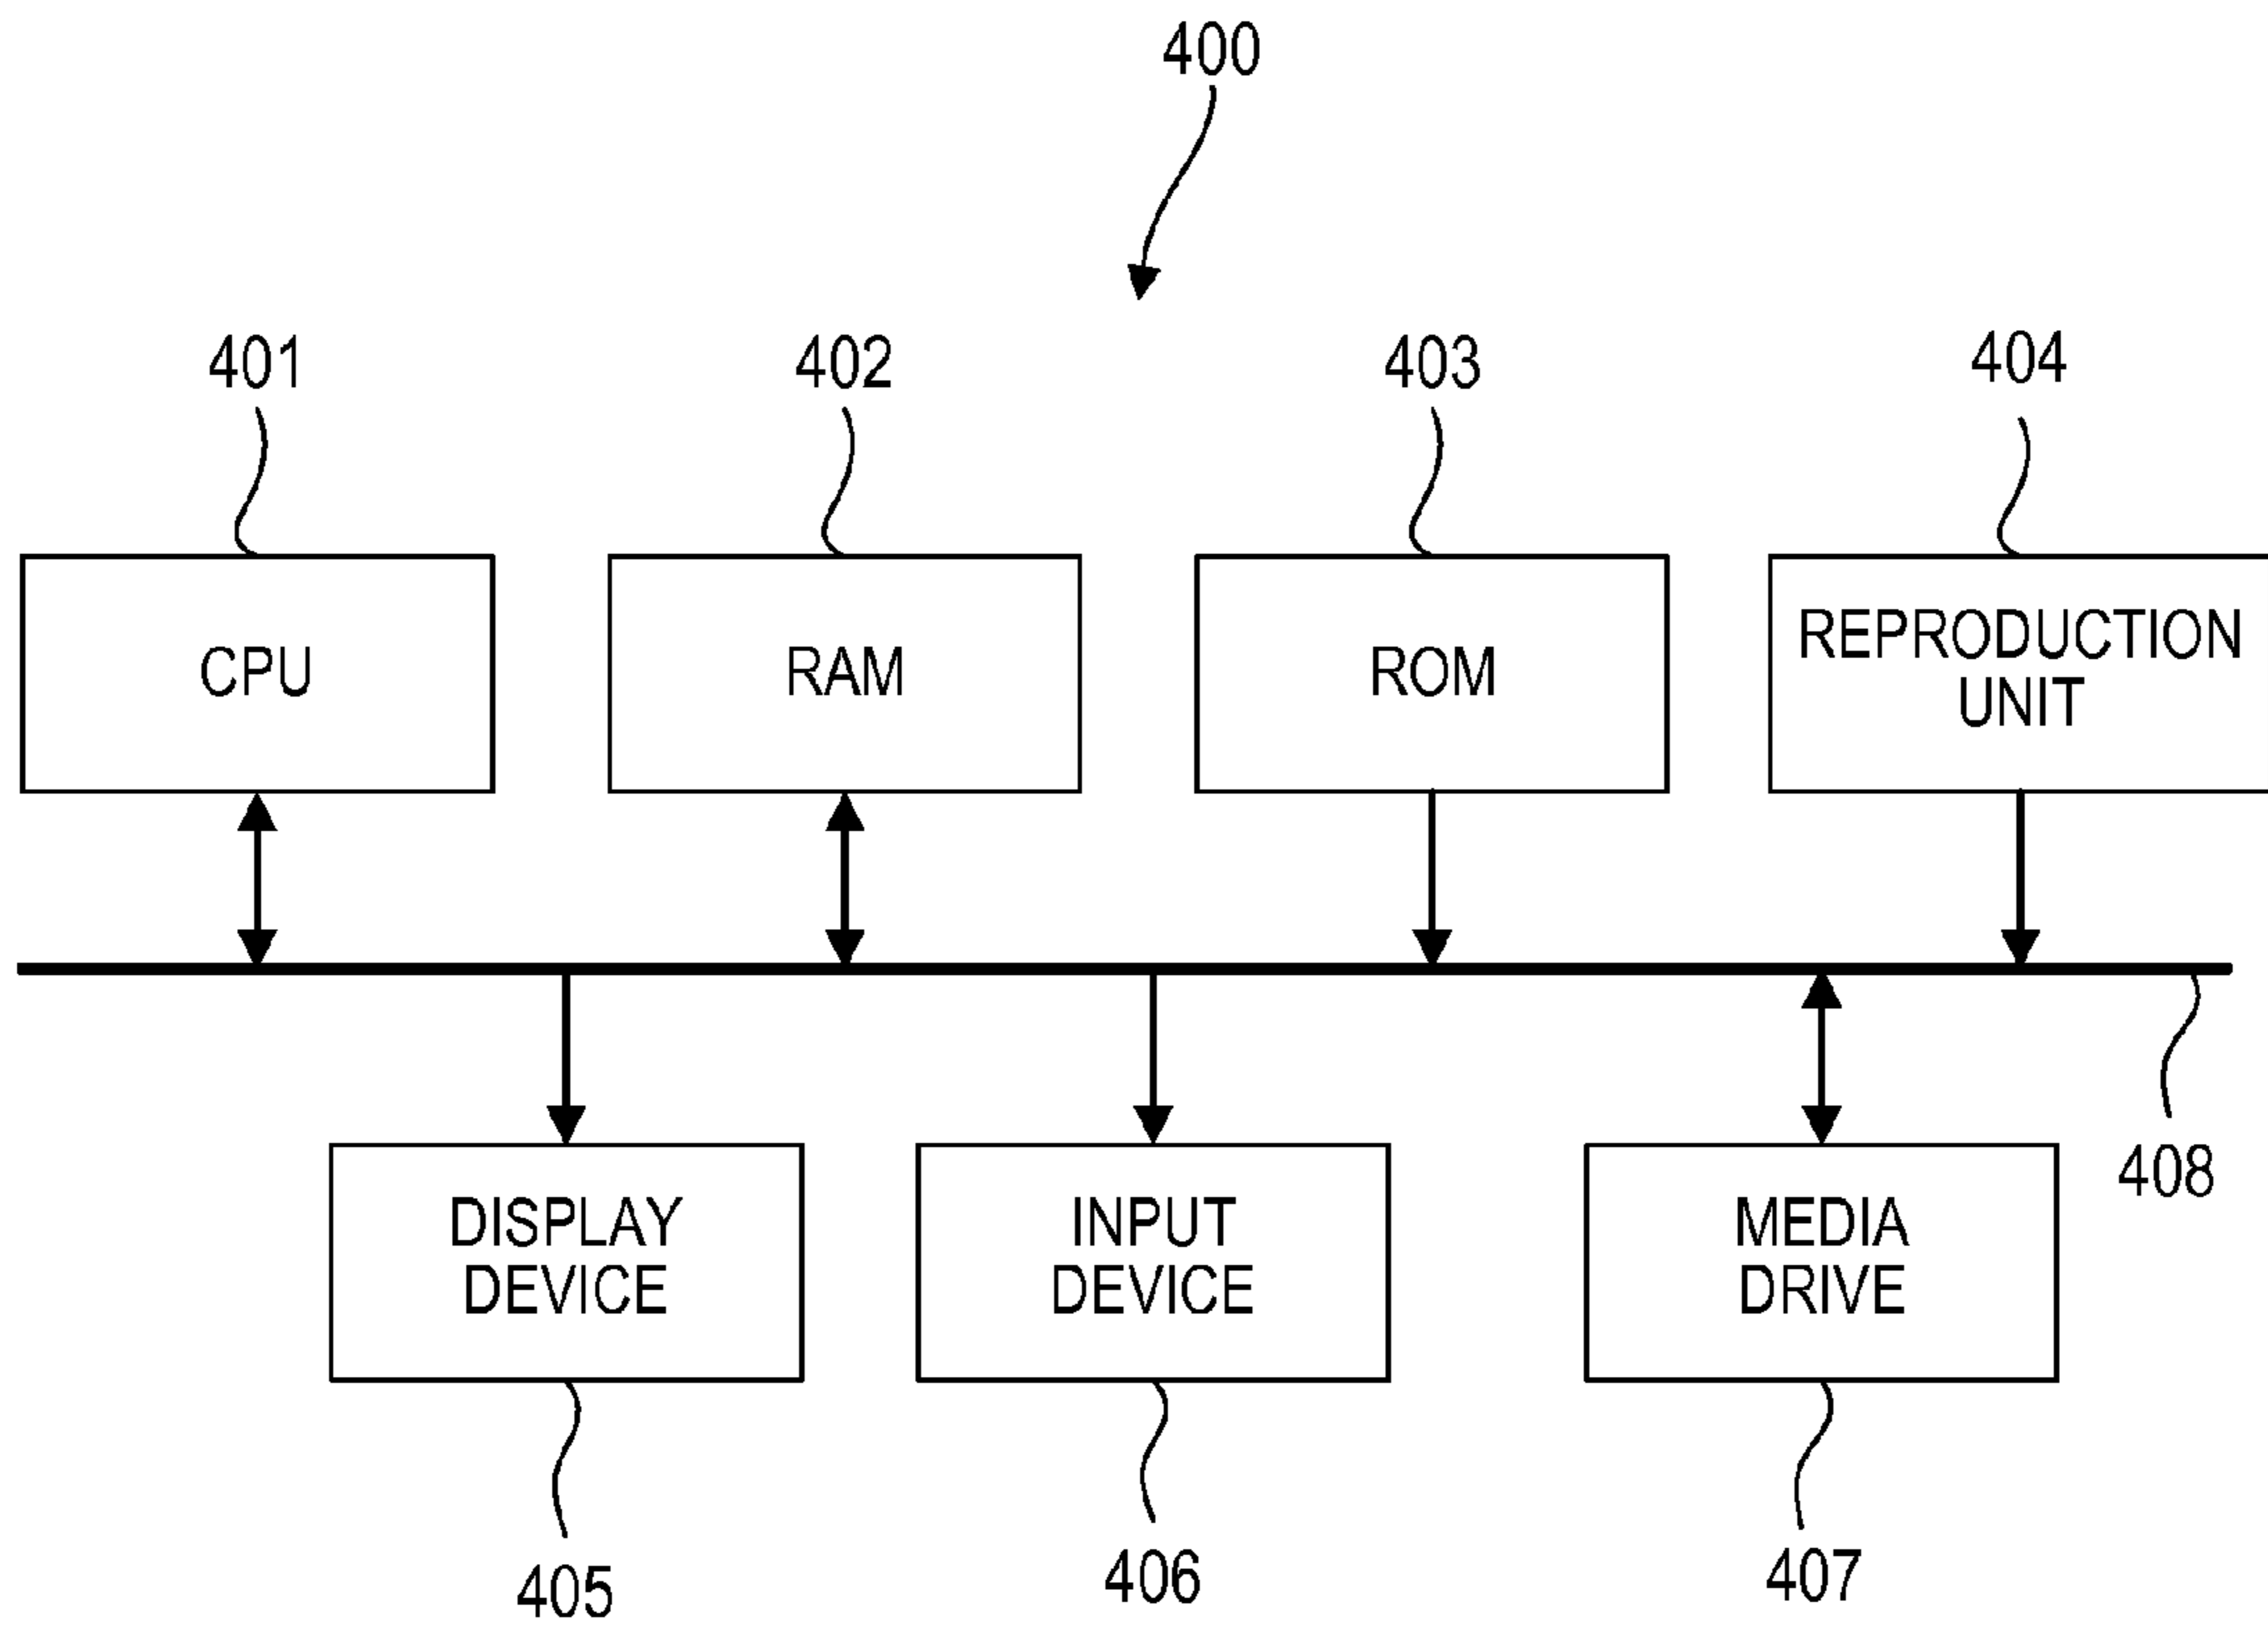 400
401
402
403
404
CPU
RAM
ROM
REPRODUCTION
UNIT
408
DISPLAY
DEVICE
INPUT
DEVICE
MEDIA
DRIVE
405
406
407